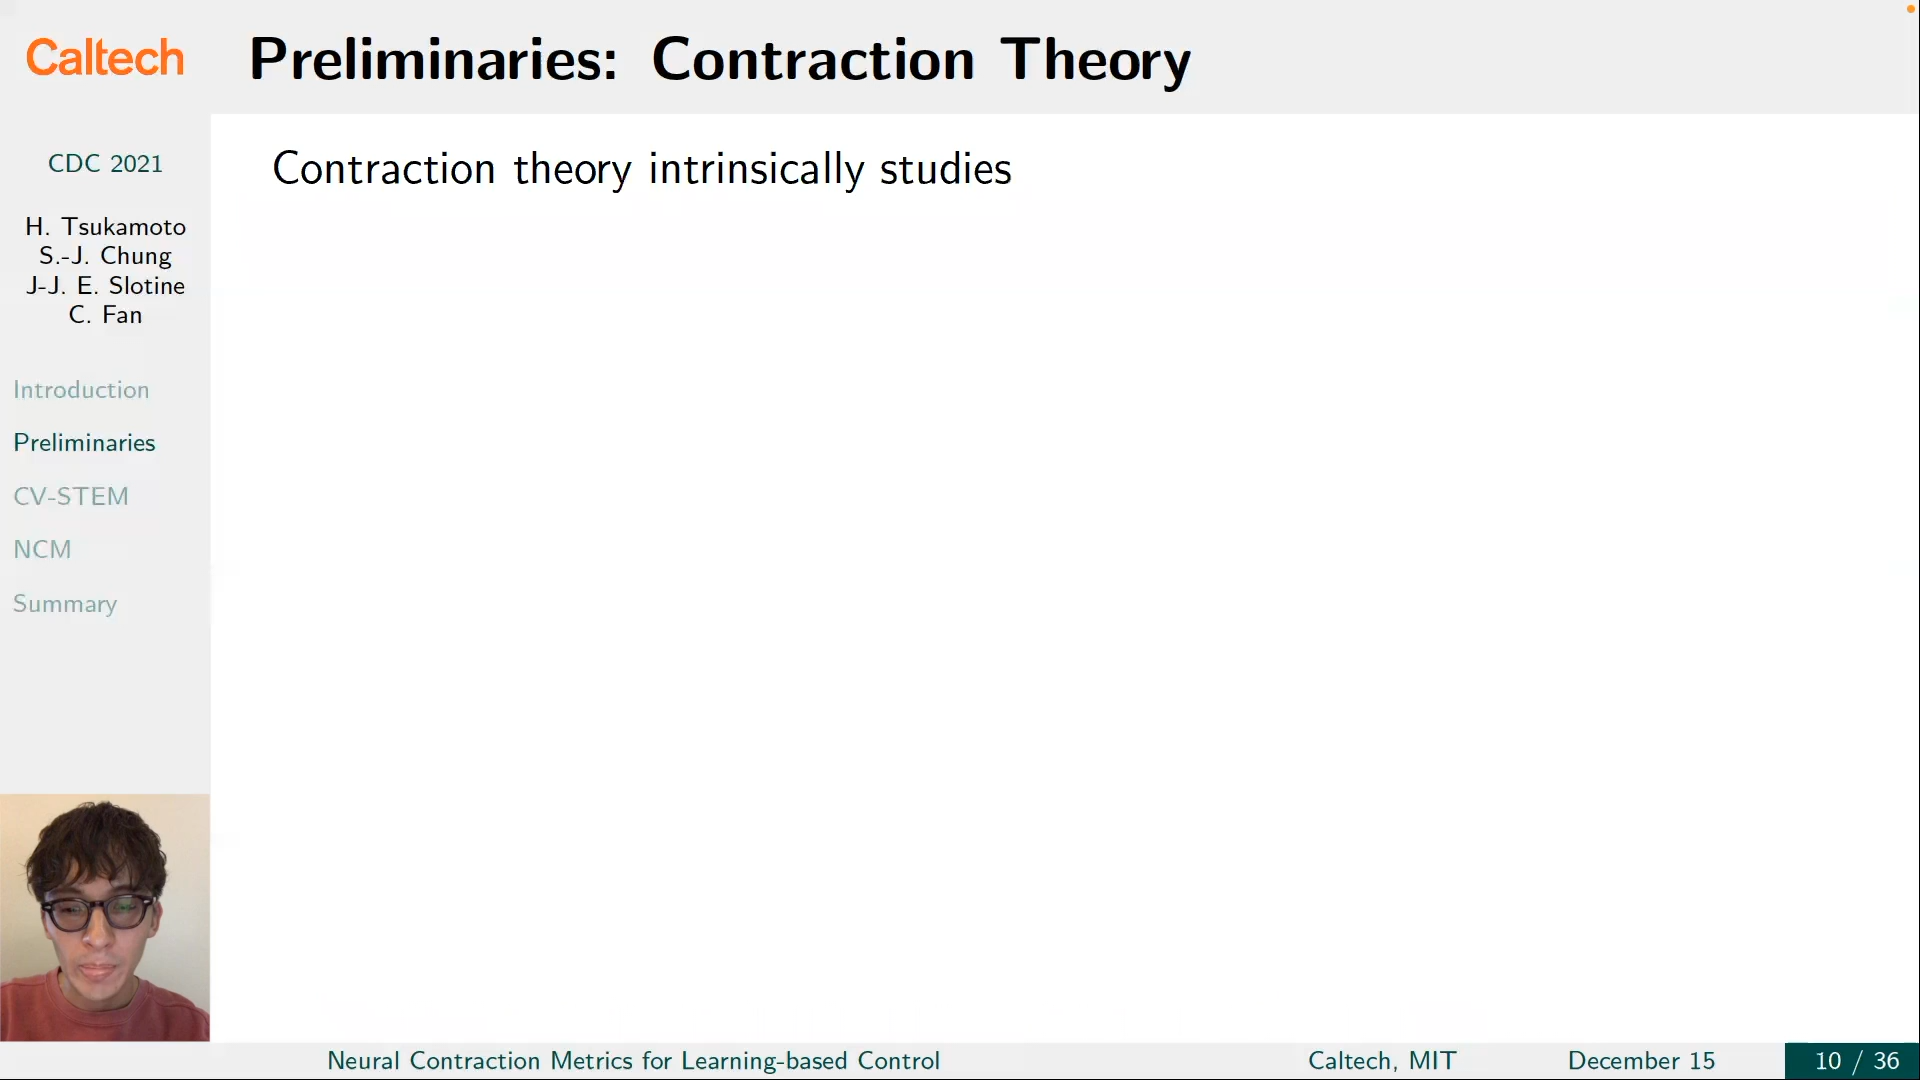 Caltech
Preliminaries: Contraction Theory
CDC 2021
H. Tsukamoto
S.-J. Chung
J-J. E. Slotine
C. Fan
Introduction
Preliminaries
CV-STEM
NCM
Summary
Contraction theory intrinsically studies
Neural Contraction Metrics for Learning-based Control
Caltech, MIT
December 15
10 / 36